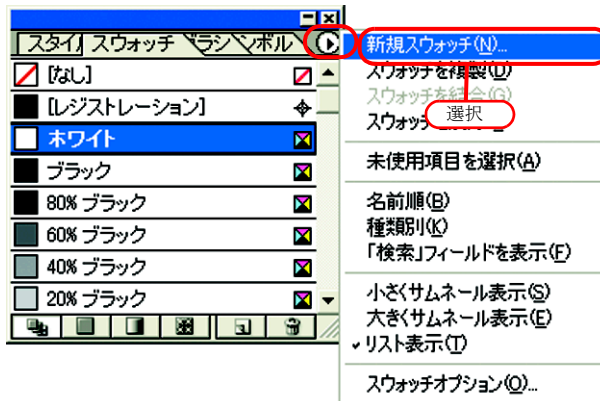 スタイ スウォッチ ブラシ シンボル
[なし]
[レジストレーション]
ホワイト
ブラック
80% ブラック
60% ブラック
40% ブラック
20% ブラック
新規スウォッチ(N)...
スウォッチを複製(U)
スウォッチを結合(G)
スウォッチ
選択
未使用項目を選択(A)
名前順(B)
種類別(K)
「検索」フィールドを表示(F)
小さくサムネール表示(S)
大きくサムネール表示(E)
✓リスト表示(T)
スウォッチオプション(O)...